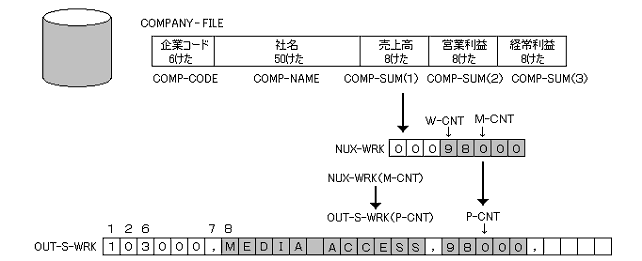 COMPANY-FILE
企業コード 社名 売上高 営業利益 経常利益
6けた 50けた 8けた 8けた 8けた
COMP-CODE COMP-NAME COMP-SUM(1) COMP-SUM(2) COMP-SUM(3)
W-CNT M-CNT
NUX-WRK 0 0 0 9 8 0 0 0
NUX-WRK(M-CNT)
OUT-S-WRK(P-CNT) P-CNT
1 2 6 7 8
OUT-S-WRK 1 0 3 0 0 0 , M E D I A A C C E S S , 9 8 0 0 0 ,